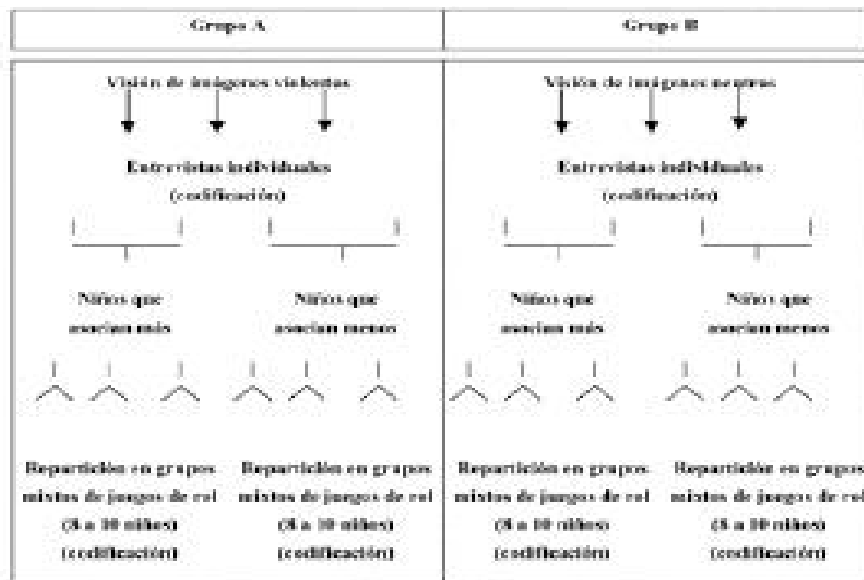 Grupo A
Grupo B
Visión de imágenes violentas
Entrevistas individuales
(codificación)
Niños que
asocian más
Niños que
asocian menos
Repartición en grupos
mixtos de juegos de rol
(8 a 10 niños)
(codificación)
Repartición en grupos
mixtos de juegos de rol
(8 a 10 niños)
(codificación)
Visión de imágenes neutras
Entrevistas individuales
(codificación)
Niños que
asocian más
Niños que
asocian menos
Repartición en grupos
mixtos de juegos de rol
(8 a 10 niños)
(codificación)
Repartición en grupos
mixtos de juegos de rol
(8 a 10 niños)
(codificación)